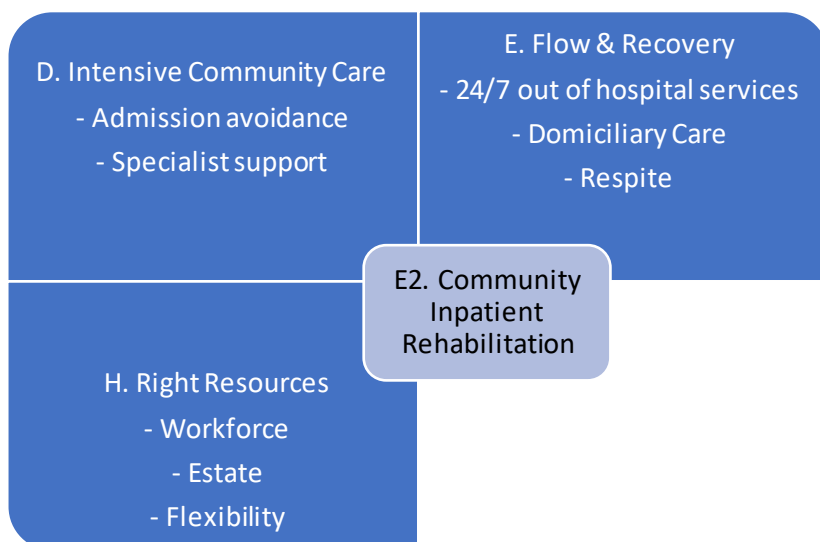 D. Intensive Community Care
- Admission avoidance
- Specialist support
E. Flow & Recovery
- 24/7 out of hospital services
- Domiciliary Care
- Respite
E2. Community
Inpatient
Rehabilitation
H. Right Resources
- Workforce
- Estate
- Flexibility